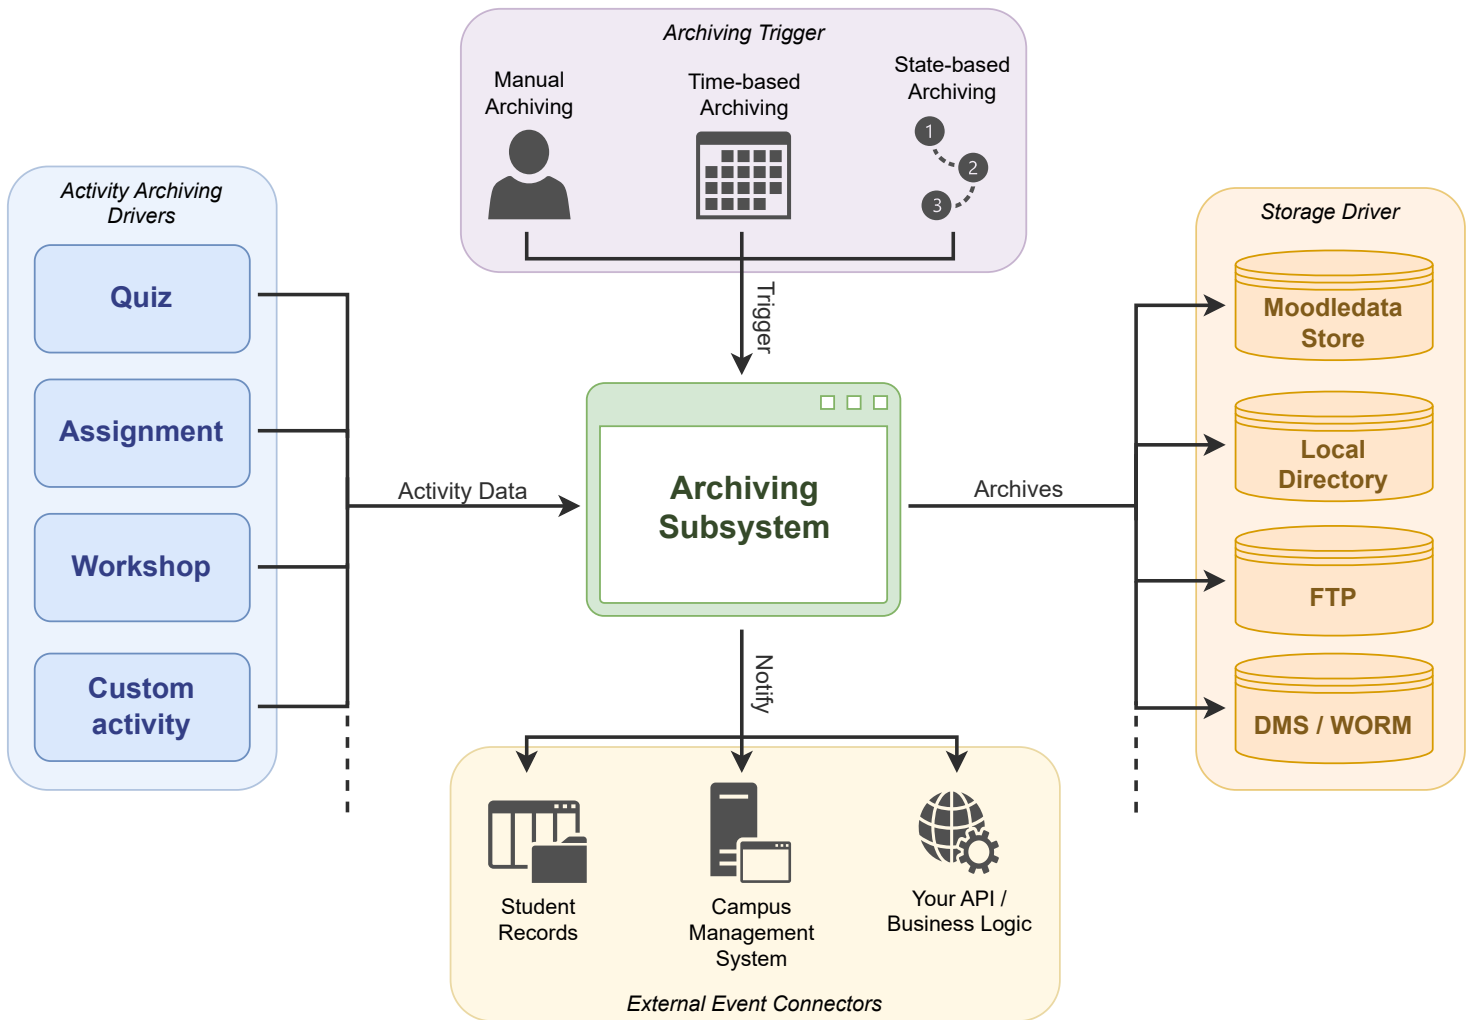 Archiving Trigger
Manual
Archiving
Time-based
Archiving
State-based
Archiving
1
2
3
Trigger
Activity Archiving
Drivers
Quiz
Assignment
Workshop
Custom
activity
Activity Data
Archiving
Subsystem
Archives
Storage Driver
Moodledata
Store
Local
Directory
FTP
DMS / WORM
Notify
Student
Records
Campus
Management
System
Your API /
Business Logic
External Event Connectors